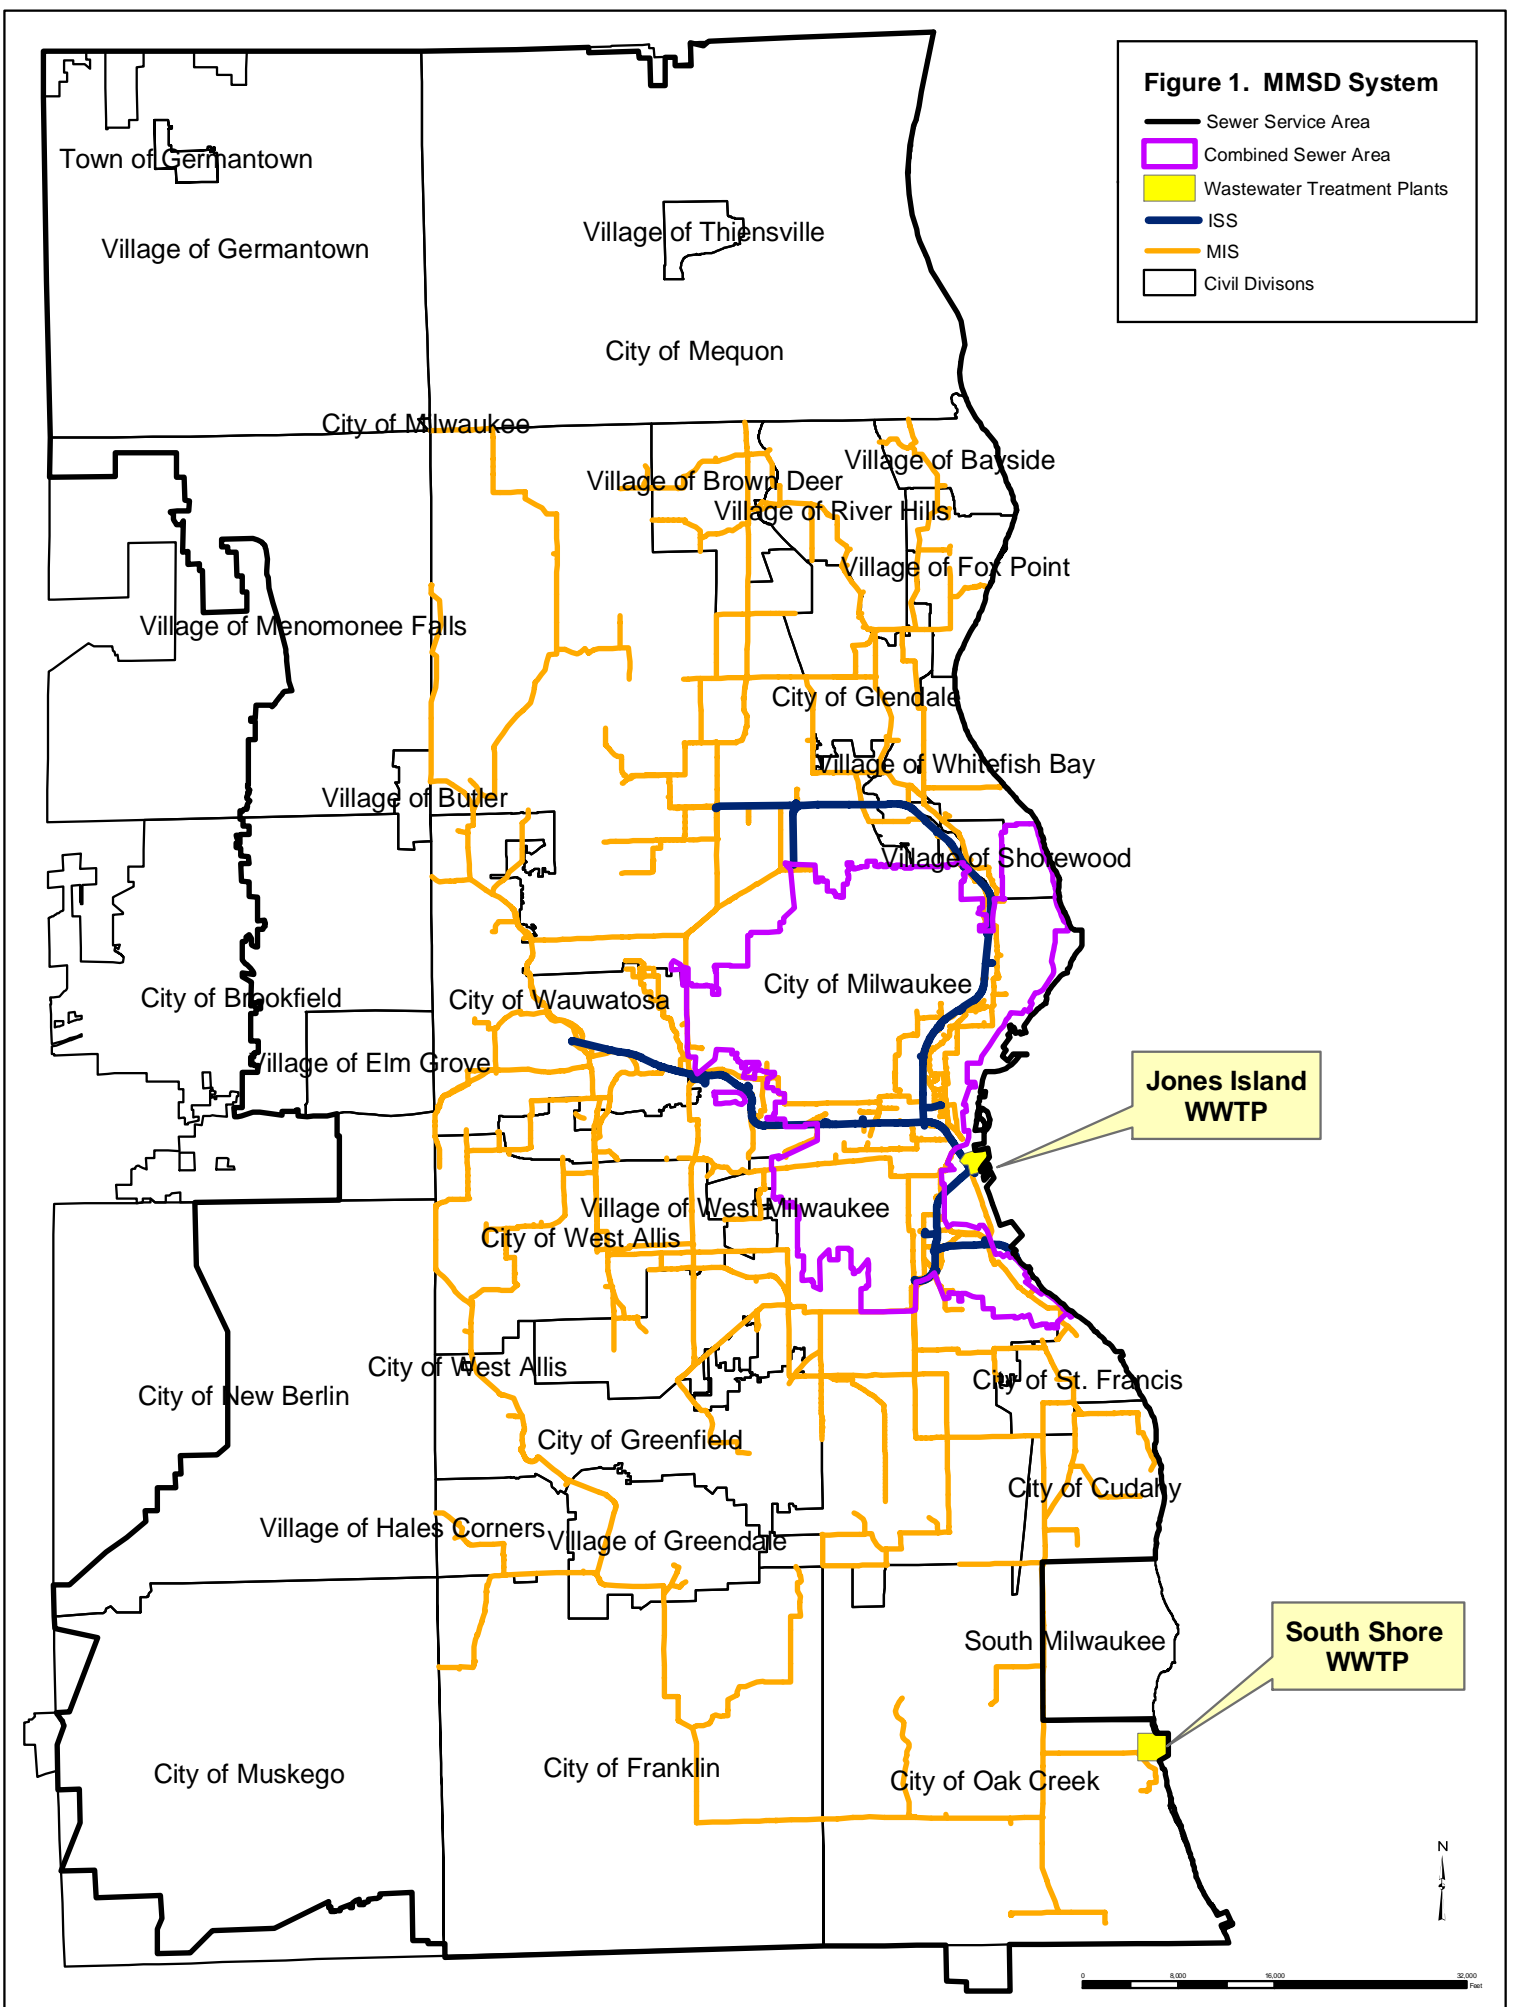 Figure 1. MMSD System
Sewer Service Area
Combined Sewer Area
Wastewater Treatment Plants
ISS
MIS
Civil Divisons
Town of Germantown
Village of Germantown
Village of Thiensville
City of Mequon
City of Milwaukee
Village of Bayside
Village of Brown Deer
Village of River Hills
Village of Fox Point
Village of Menomonee Falls
City of Glendale
Village of Whitefish Bay
Village of Butler
Village of Shorewood
City of Milwaukee
City of Brookfield
City of Wauwatosa
Village of Elm Grove
Jones Island
WWTP
Village of West Milwaukee
City of West Allis
City of West Allis
City of St. Francis
City of New Berlin
City of Greenfield
City of Cudahy
Village of Hales Corners
Village of Greendale
South Milwaukee
South Shore
WWTP
City of Franklin
City of Muskego
City of Oak Creek
N
0 8,000 16,000 32,000
Feet